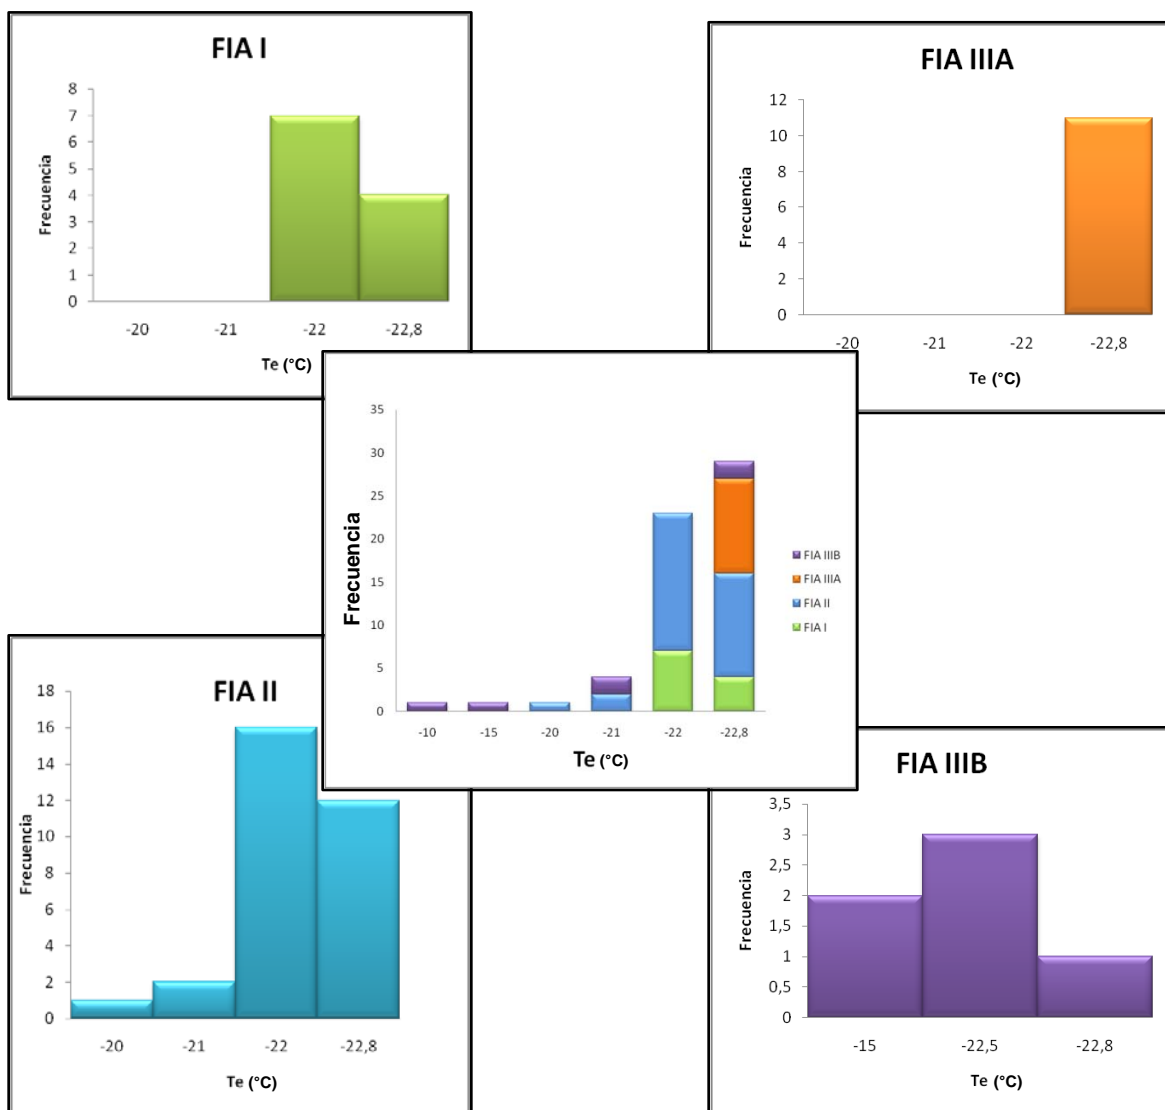 FIA I
8
7
6
5
4
3
2
1
0
Frecuencia
-20 -21 -22 -22,8
Te (°C)
FIA IIIA
12
10
8
6
4
2
0
Frecuencia
-20 -21 -22 -22,8
Te (°C)
35
30
25
20
15
10
5
0
Frecuencia
-10 -15 -20 -21 -22 -22,8
Te (°C)
FIA IIIB
FIA IIIA
FIA II
FIA I
FIA II
18
16
14
12
10
8
6
4
2
0
Frecuencia
-20 -21 -22 -22,8
Te (°C)
FIA IIIB
3,5
3
2,5
2
1,5
1
0,5
0
Frecuencia
-15 -22,5 -22,8
Te (°C)